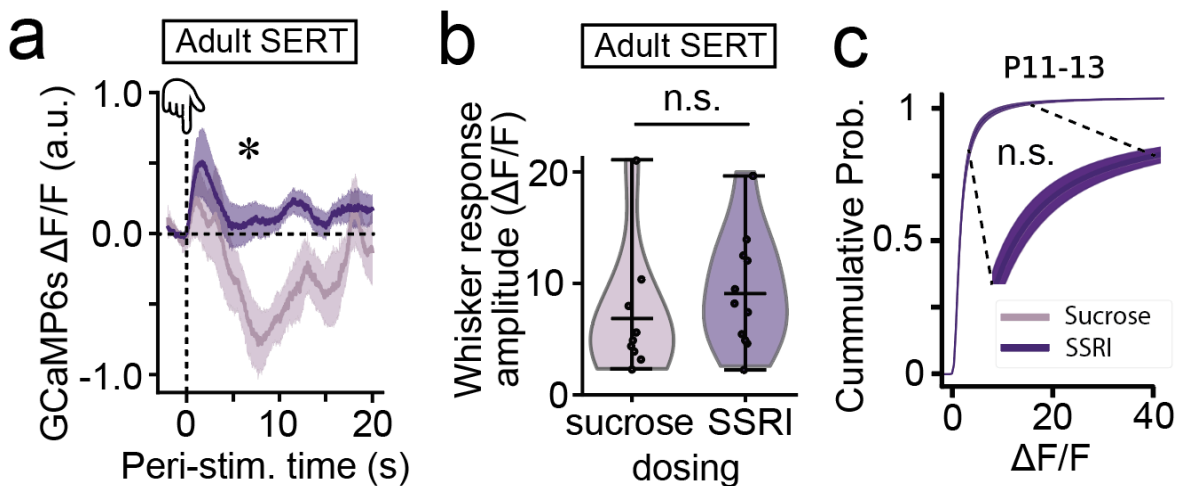 a
Adult SERT
GCaMP6s ΔF/F (a.u.)
1.0
0.0
-1.0
*
0
10
20
Peri-stim. time (s)
b
Adult SERT
n.s.
Whisker response
amplitude (ΔF/F)
20
10
0
sucrose
SSRI
dosing
c
P11-13
Cummulative Prob.
1
0.5
0
n.s.
Sucrose
SSRI
0
20
40
ΔF/F